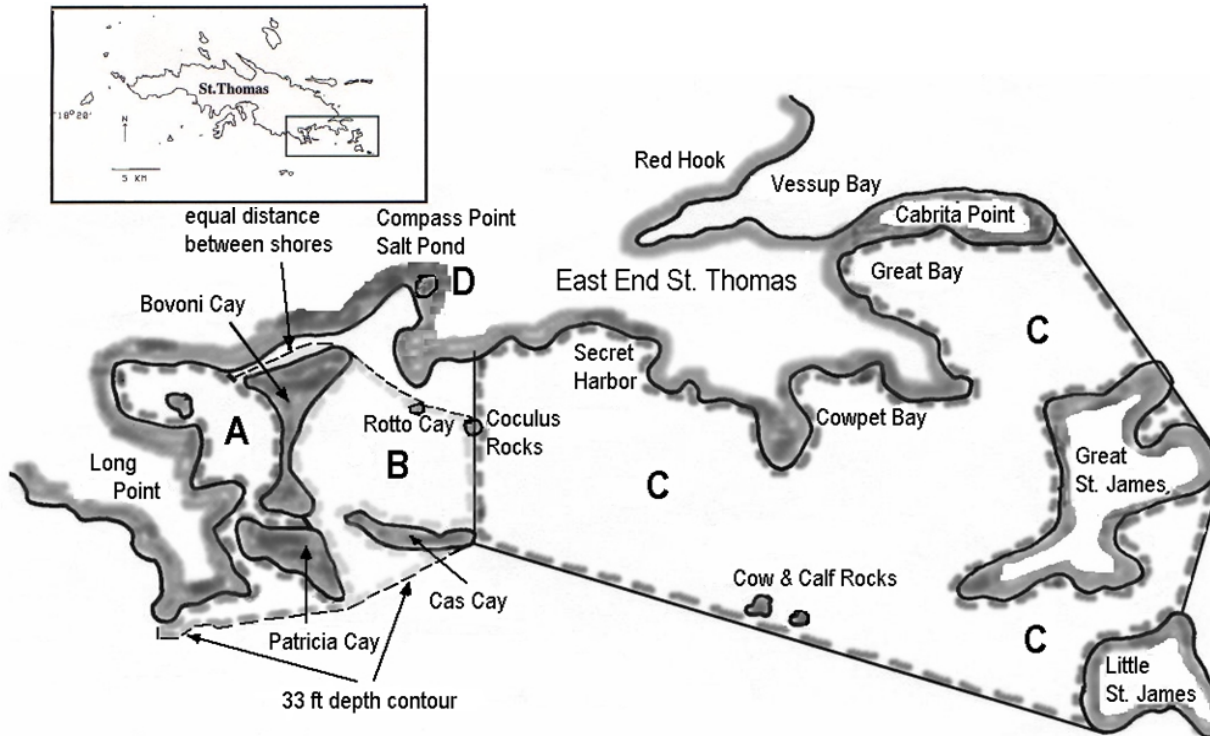 St.Thomas
18° 20'
N
5 KM
equal distance
between shores
Compass Point
Salt Pond
D
Bovoni Cay
Red Hook
Vessup Bay
Cabrita Point
East End St. Thomas
Great Bay
C
Secret
Harbor
Cowpet Bay
Rotto Cay
Coculus
Rocks
A
B
C
Long
Point
Great
St. James
Cow & Calf Rocks
Cas Cay
Patricia Cay
C
Little
St. James
33 ft depth contour